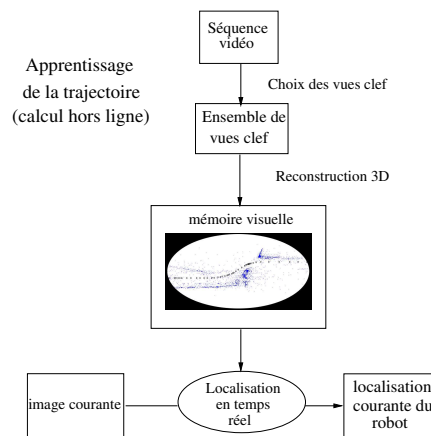 Séquence
vidéo
Apprentissage
de la trajectoire
(calcul hors ligne)
Choix des vues clef
Ensemble de
vues clef
Reconstruction 3D
mémoire visuelle
image courante
Localisation
en temps
réel
localisation
courante du
robot